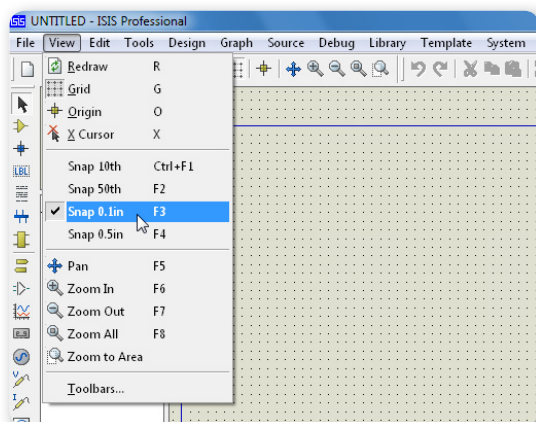 ISIS UNTITLED - ISIS Professional
File View Edit Tools Design Graph Source Debug Library Template System
Redraw R
Grid G
Origin O
X Cursor X
Snap 10th Ctrl+F1
Snap 50th F2
Snap 0.1in F3
Snap 0.5in F4
Pan F5
Zoom In F6
Zoom Out F7
Zoom All F8
Zoom to Area
Toolbars...
LBL
V
I